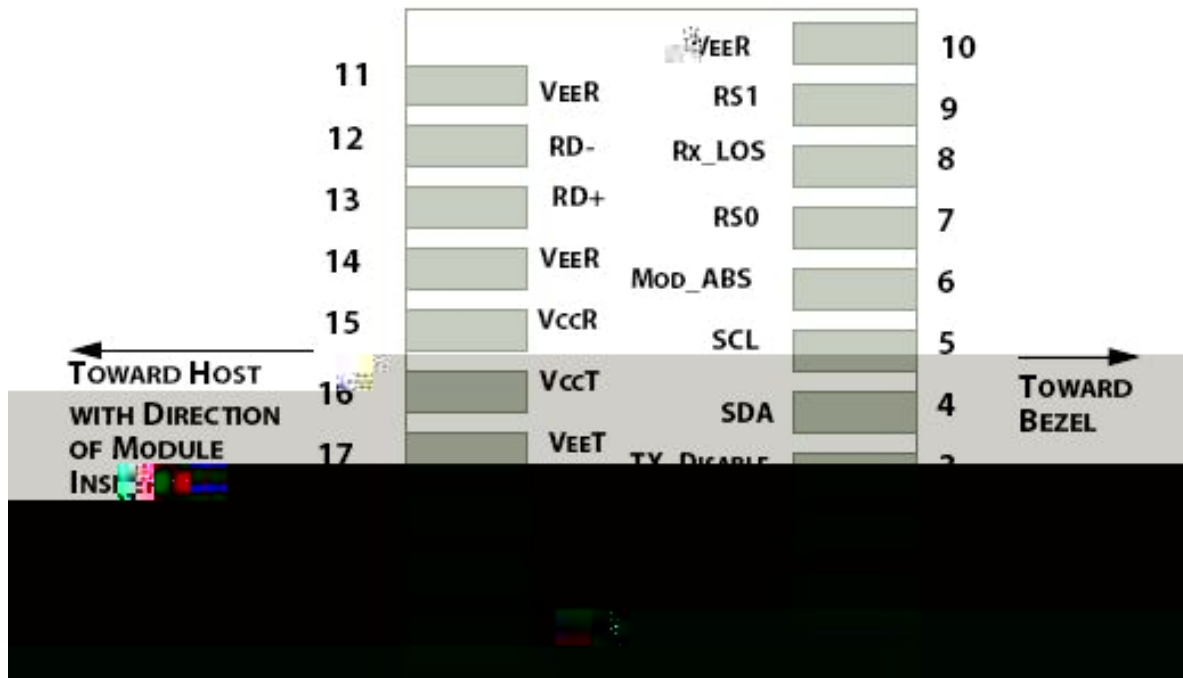 VEER 10
11 VEER
RS1 9
12 RD-
Rx_LOS 8
13 RD+
RS0 7
14 VEER
MOD_ABS 6
15 VCCR
SCL 5
TOWARD HOST
WITH DIRECTION
OF MODULE
16 VCCT
SDA 4
TOWARD
BEZEL
17 VEET
TX_DISABLE